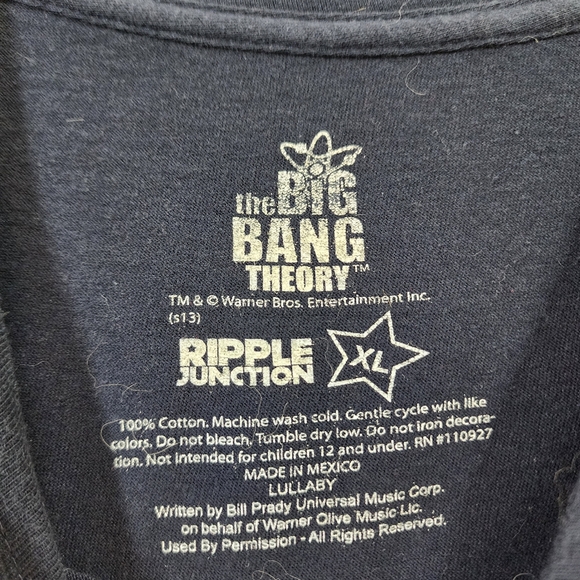 the BIG
BANG
THEORY™
TM & © Warner Bros. Entertainment Inc.
(s13)
RIPPLE
JUNCTION
XL
100% Cotton. Machine wash cold. Gentle cycle with like
colors. Do not bleach. Tumble dry low. Do not iron decora-
tion. Not intended for children 12 and under. RN #110927
MADE IN MEXICO
LULLABY
Written by Bill Prady Universal Music Corp.
on behalf of Warner Olive Music Llc.
Used By Permission - All Rights Reserved.